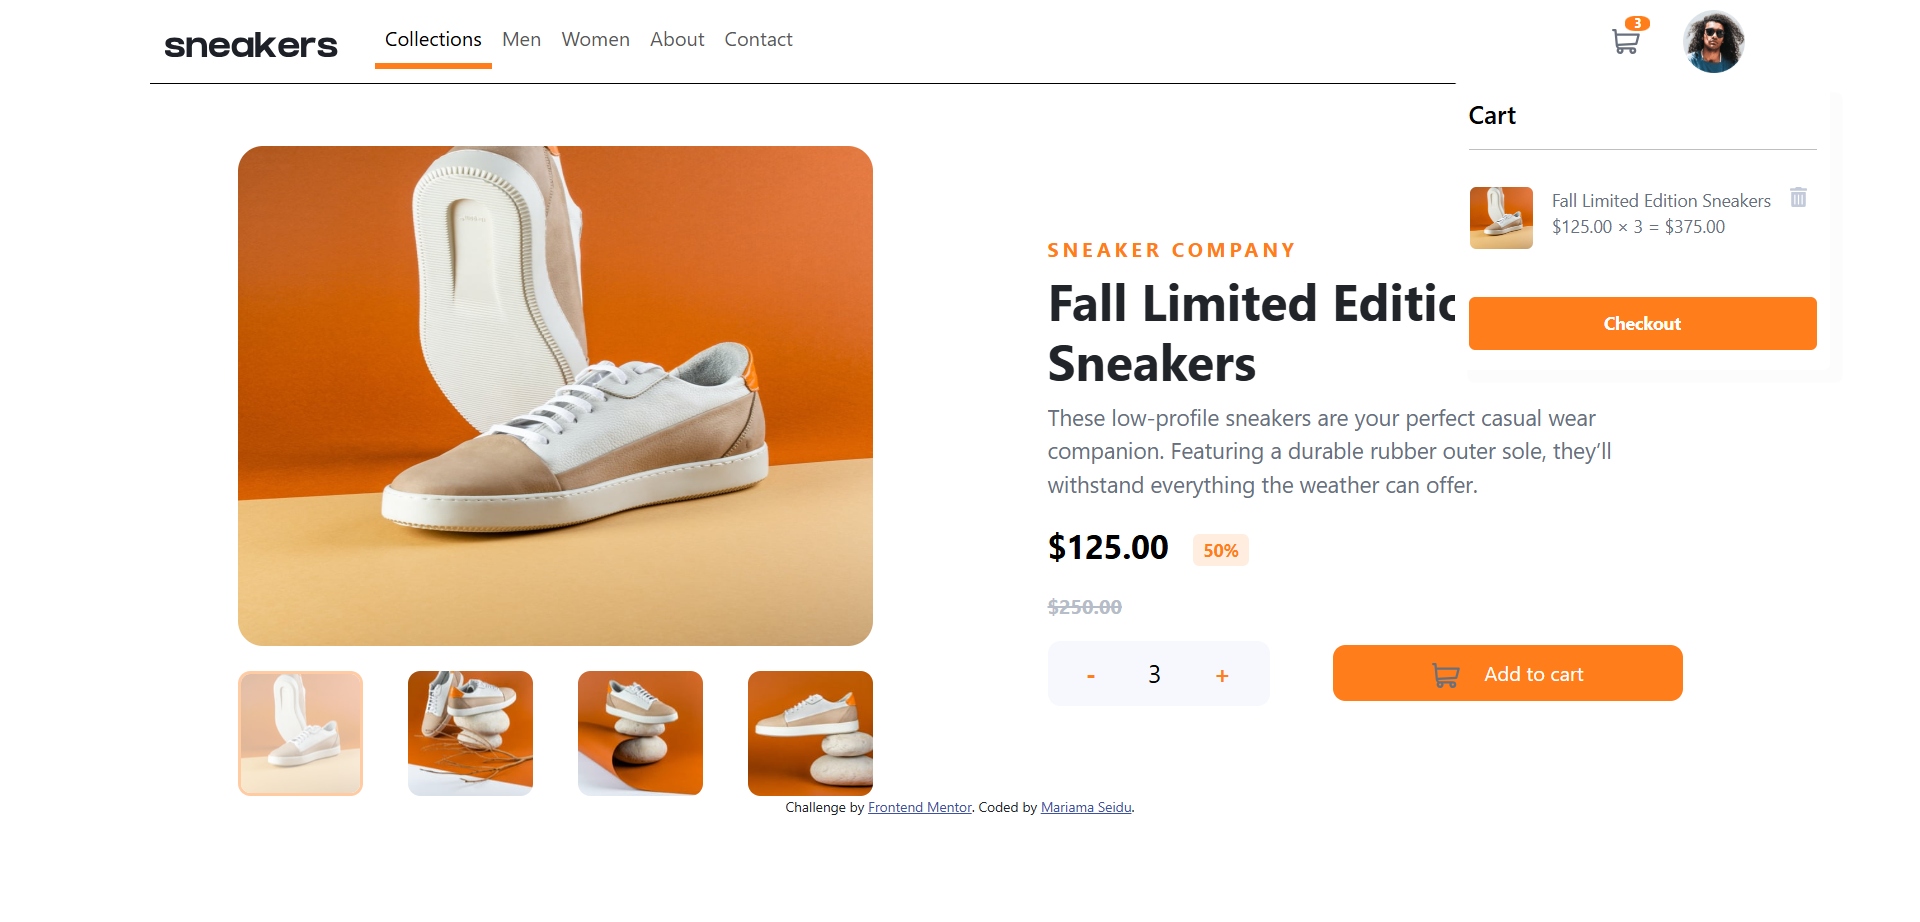 sneakers
Collections Men Women About Contact
3
Cart
Fall Limited Edition Sneakers
$125.00 × 3 = $375.00
Checkout
SNEAKER COMPANY
Fall Limited Editio
Sneakers
These low-profile sneakers are your perfect casual wear
companion. Featuring a durable rubber outer sole, they’ll
withstand everything the weather can offer.
$125.00 50%
$250.00
- 3 +
Add to cart
Challenge by Frontend Mentor. Coded by Mariama Seidu.